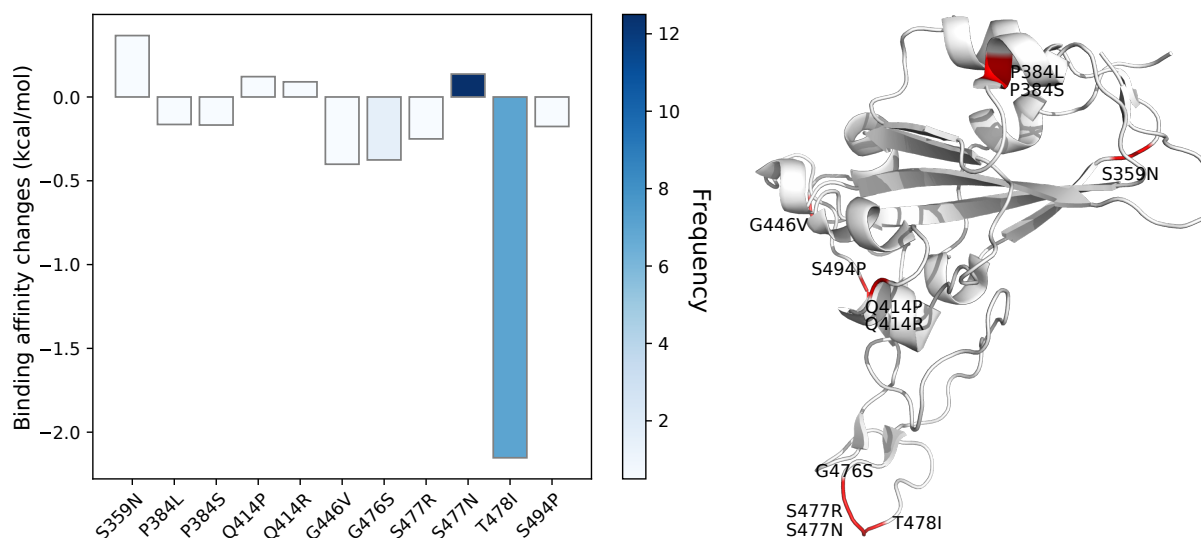 Binding affinity changes (kcal/mol)
0.0
−0.5
−1.0
−1.5
−2.0
S359N
P384L
P384S
Q414P
Q414R
G446V
G476S
S477R
S477N
T478I
S494P
12
10
8
6
4
2
Frequency
P384L
P384S
S359N
G446V
S494P
Q414P
Q414R
G476S
S477R
S477N
T478I